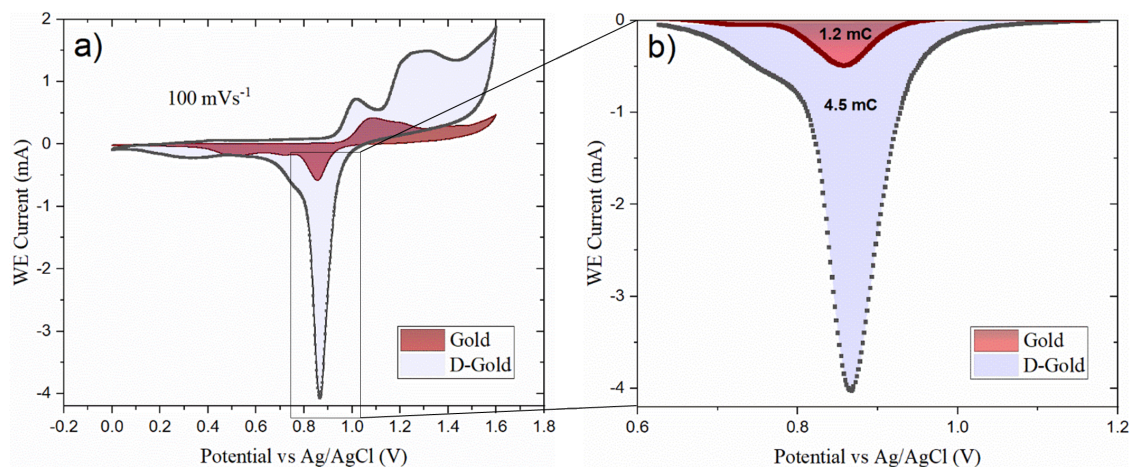 a)
100 mVs-1
2
1
0
-1
-2
-3
-4
WE Current (mA)
-0.2 0.0 0.2 0.4 0.6 0.8 1.0 1.2 1.4 1.6 1.8
Potential vs Ag/AgCl (V)
Gold
D-Gold
b)
1.2 mC
4.5 mC
0
-1
-2
-3
-4
WE Current (mA)
0.8 1.0 1.2
Potential vs Ag/AgCl (V)
Gold
D-Gold